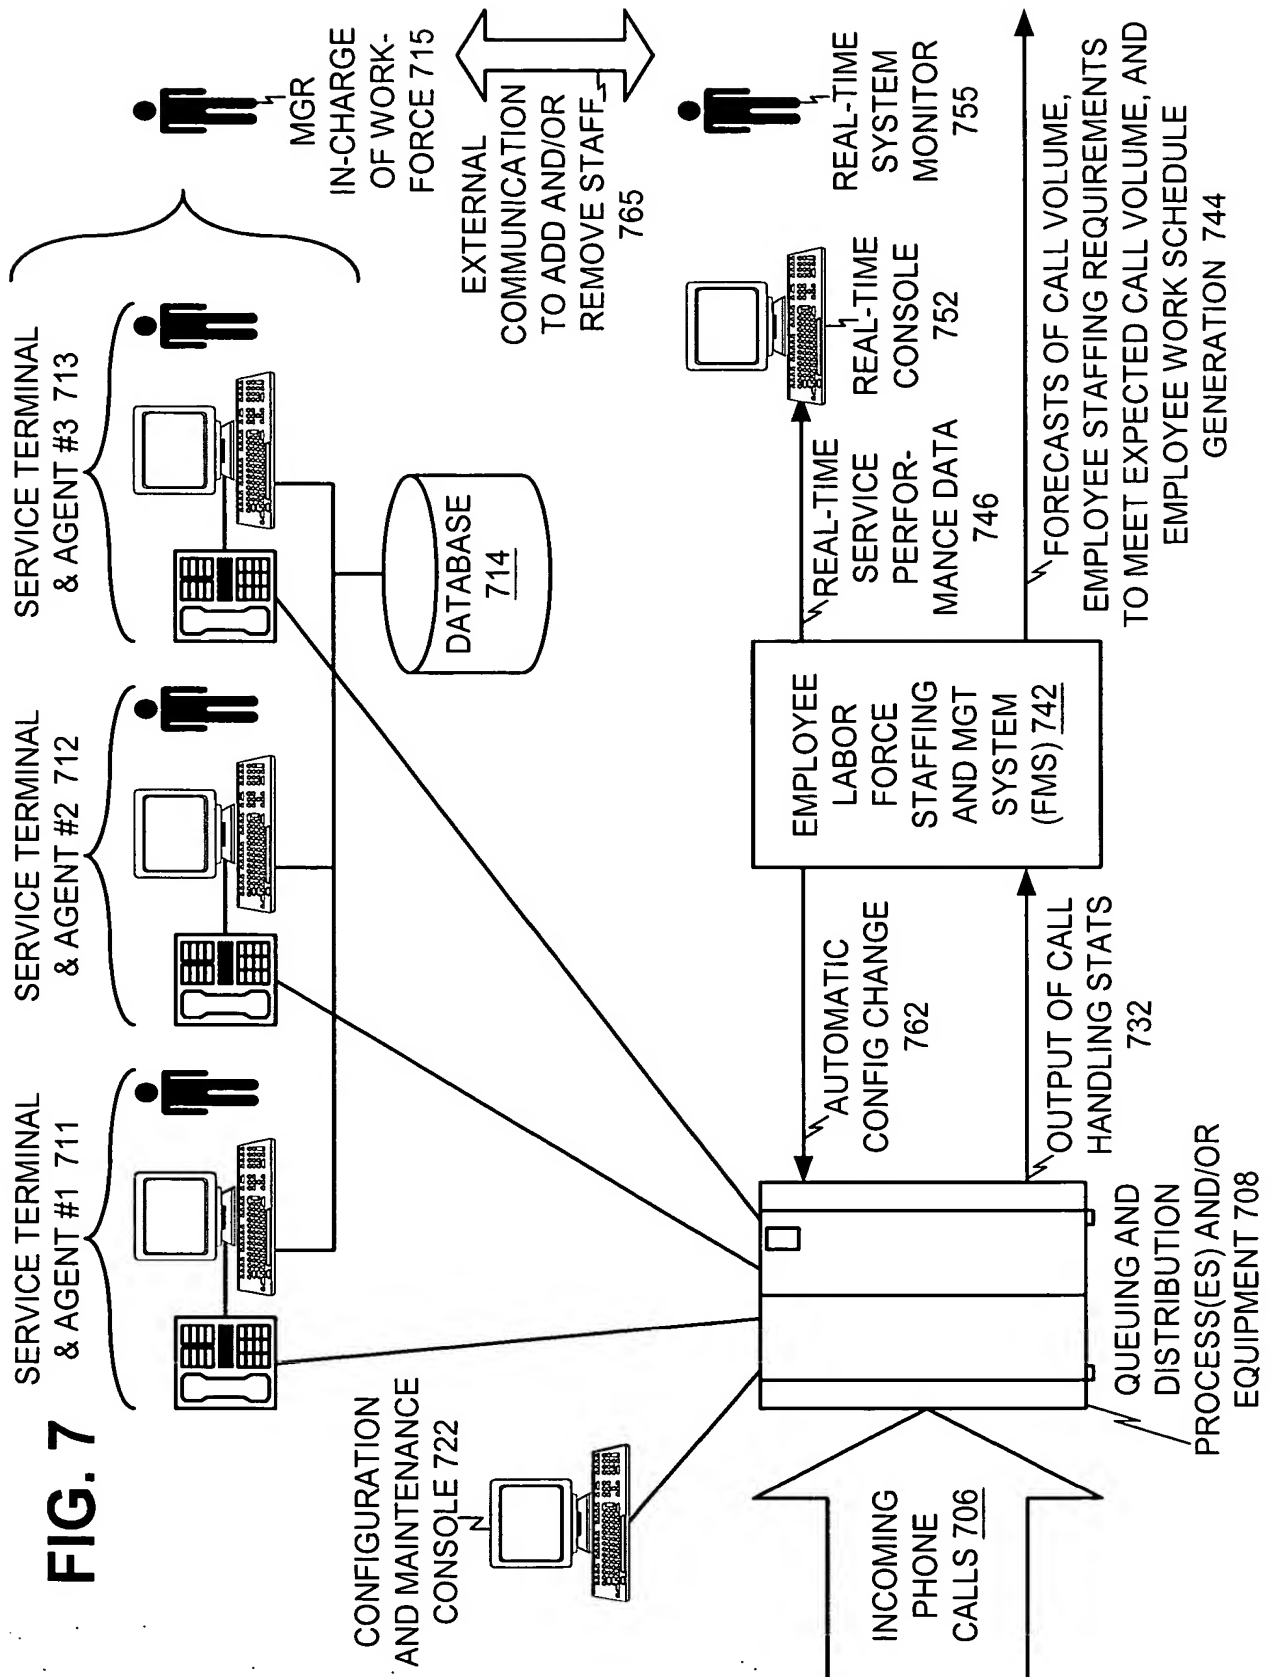 FIG. 7
SERVICE TERMINAL
& AGENT #1 711
SERVICE TERMINAL
& AGENT #2 712
SERVICE TERMINAL
& AGENT #3 713
MGR
IN-CHARGE
OF WORK-
FORCE 715
CONFIGURATION
AND MAINTENANCE
CONSOLE 722
DATABASE
714
EXTERNAL
COMMUNICATION
TO ADD AND/OR
REMOVE STAFF
765
INCOMING
PHONE
CALLS 706
QUEUING AND
DISTRIBUTION
PROCESS(ES) AND/OR
EQUIPMENT 708
AUTOMATIC
CONFIG CHANGE
762
OUTPUT OF CALL
HANDLING STATS
732
EMPLOYEE
LABOR
FORCE
STAFFING
AND MGT
SYSTEM
(FMS) 742
REAL-TIME
SERVICE
PERFOR-
MANCE DATA
746
REAL-TIME
CONSOLE
752
REAL-TIME
SYSTEM
MONITOR
755
FORECASTS OF CALL VOLUME,
EMPLOYEE STAFFING REQUIREMENTS
TO MEET EXPECTED CALL VOLUME, AND
EMPLOYEE WORK SCHEDULE
GENERATION 744